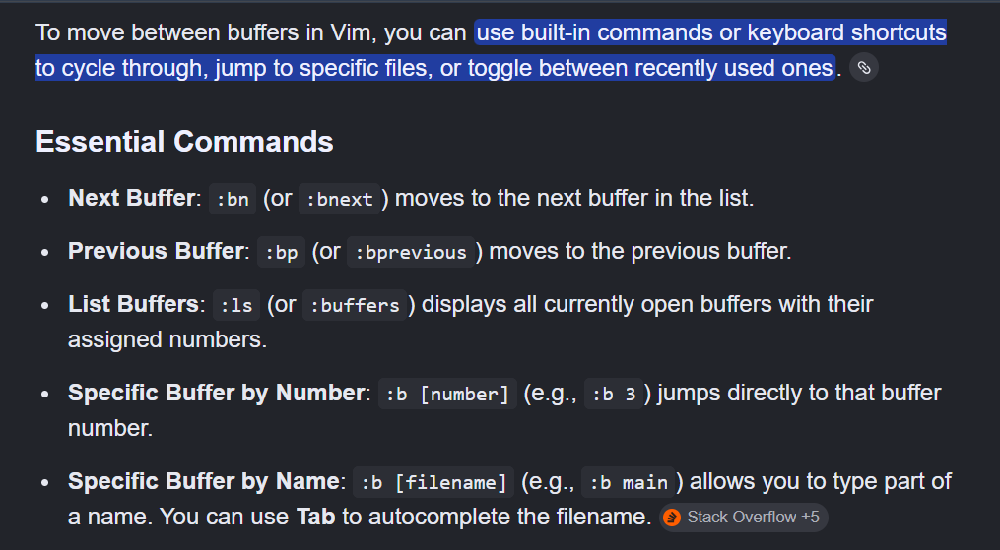 To move between buffers in Vim, you can use built-in commands or keyboard shortcuts
to cycle through, jump to specific files, or toggle between recently used ones.
Essential Commands
• Next Buffer: :bn (or :bnext) moves to the next buffer in the list.
• Previous Buffer: :bp (or :bprevious) moves to the previous buffer.
• List Buffers: :ls (or :buffers) displays all currently open buffers with their
assigned numbers.
• Specific Buffer by Number: :b [number] (e.g., :b 3) jumps directly to that buffer
number.
• Specific Buffer by Name: :b [filename] (e.g., :b main) allows you to type part of
a name. You can use Tab to autocomplete the filename. Stack Overflow +5